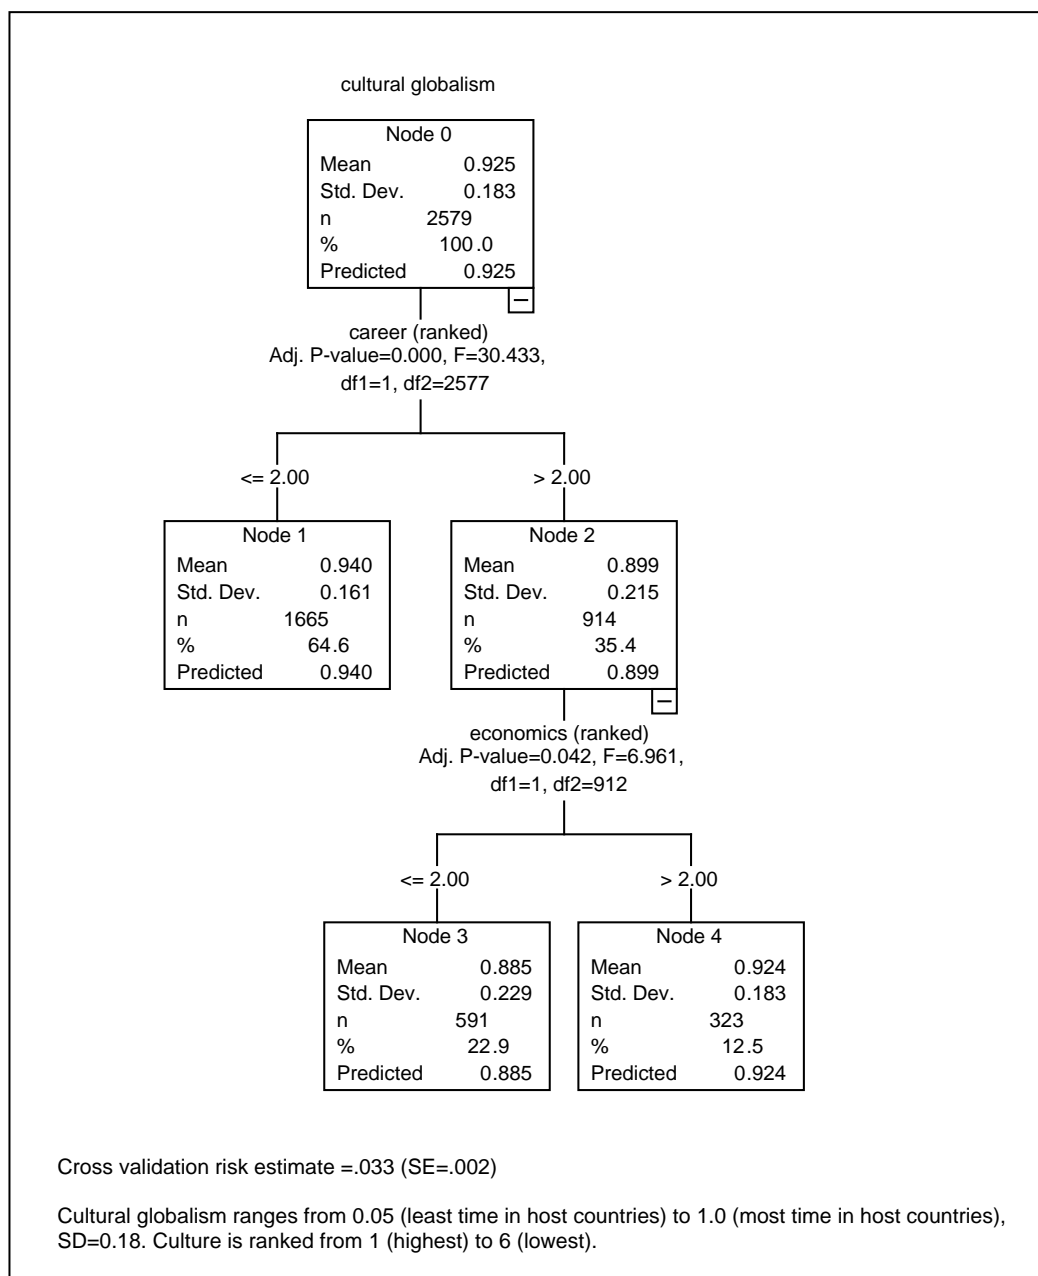 cultural globalism
Node 0
Mean 0.925
Std. Dev. 0.183
n 2579
% 100.0
Predicted 0.925
career (ranked)
Adj. P-value=0.000, F=30.433,
df1=1, df2=2577
<= 2.00
> 2.00
Node 1
Mean 0.940
Std. Dev. 0.161
n 1665
% 64.6
Predicted 0.940
Node 2
Mean 0.899
Std. Dev. 0.215
n 914
% 35.4
Predicted 0.899
economics (ranked)
Adj. P-value=0.042, F=6.961,
df1=1, df2=912
<= 2.00
> 2.00
Node 3
Mean 0.885
Std. Dev. 0.229
n 591
% 22.9
Predicted 0.885
Node 4
Mean 0.924
Std. Dev. 0.183
n 323
% 12.5
Predicted 0.924
Cross validation risk estimate =.033 (SE=.002)
Cultural globalism ranges from 0.05 (least time in host countries) to 1.0 (most time in host countries),
SD=0.18. Culture is ranked from 1 (highest) to 6 (lowest).